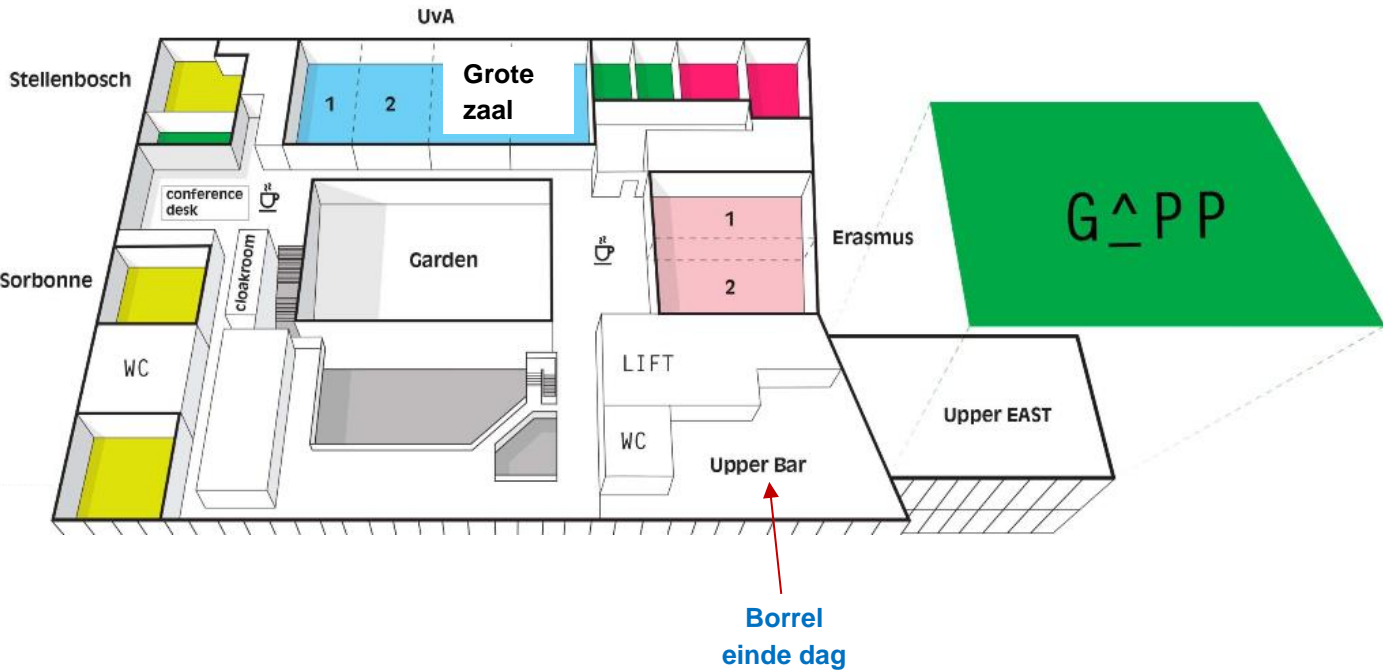 UvA
Stellenbosch
Grote
zaal
1
2
conference
desk
cloakroom
Garden
1
2
Erasmus
G^PP
Sorbonne
WC
LIFT
WC
Upper EAST
Upper Bar
Borrel
einde dag